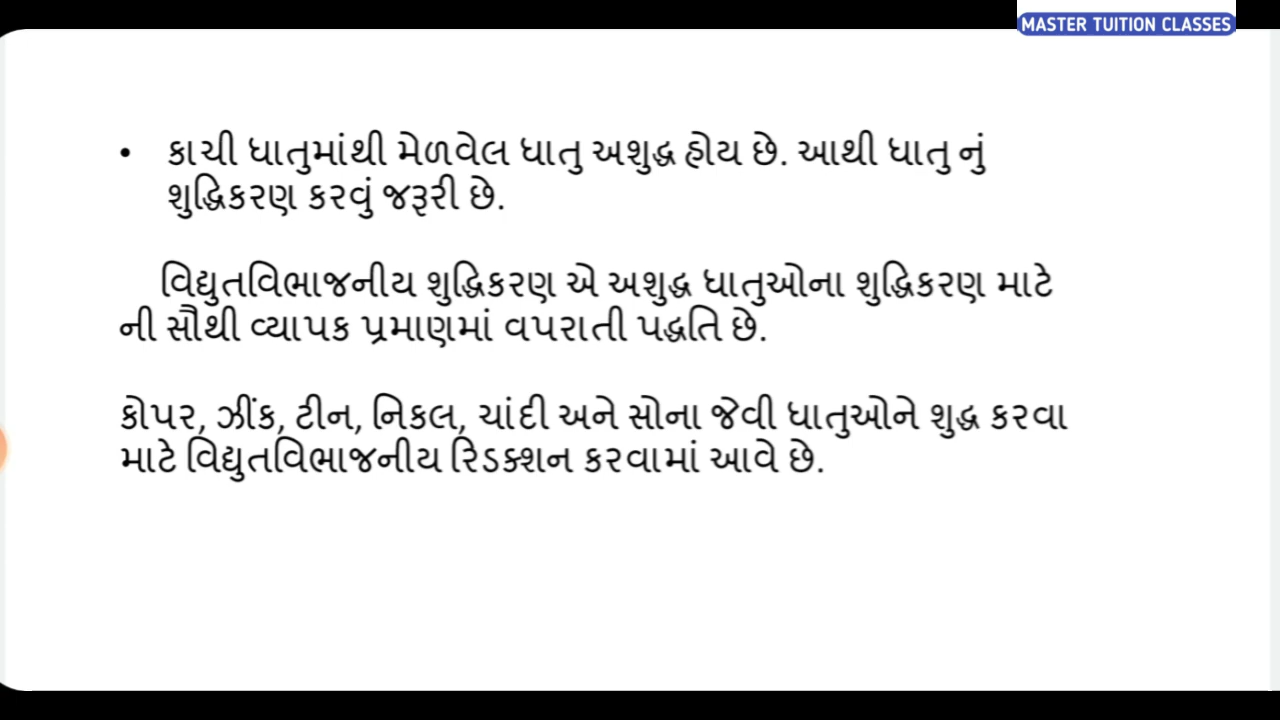 MASTER TUITION CLASSES
• કાચી ધાતુમાંથી મેળવેલ ધાતુ અશુદ્ધ હોય છે. આથી ધાતુ નું
શુદ્ધિકરણ કરવું જરૂરી છે.
વિદ્યુતવિભાજનીય શુદ્ધિકરણ એ અશુદ્ધ ધાતુઓના શુદ્ધિકરણ માટે
ની સૌથી વ્યાપક પ્રમાણમાં વપરાતી પદ્ધતિ છે.
કોપર, ઝીંક, ટીન, નિકલ, ચાંદી અને સોના જેવી ધાતુઓને શુદ્ધ કરવા
માટે વિદ્યુતવિભાજનીય રિડક્શન કરવામાં આવે છે.